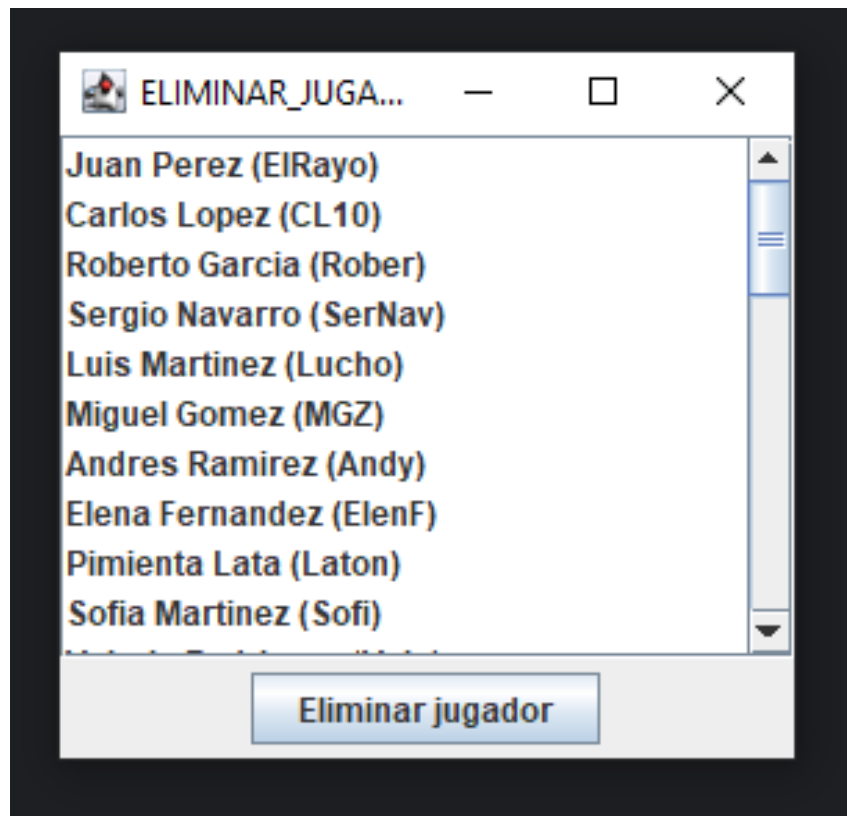 ELIMINAR_JUGA...
Juan Perez (ElRayo)
Carlos Lopez (CL10)
Roberto Garcia (Rober)
Sergio Navarro (SerNav)
Luis Martinez (Lucho)
Miguel Gomez (MGZ)
Andres Ramirez (Andy)
Elena Fernandez (ElenF)
Pimienta Lata (Laton)
Sofia Martinez (Sofi)
Eliminar jugador